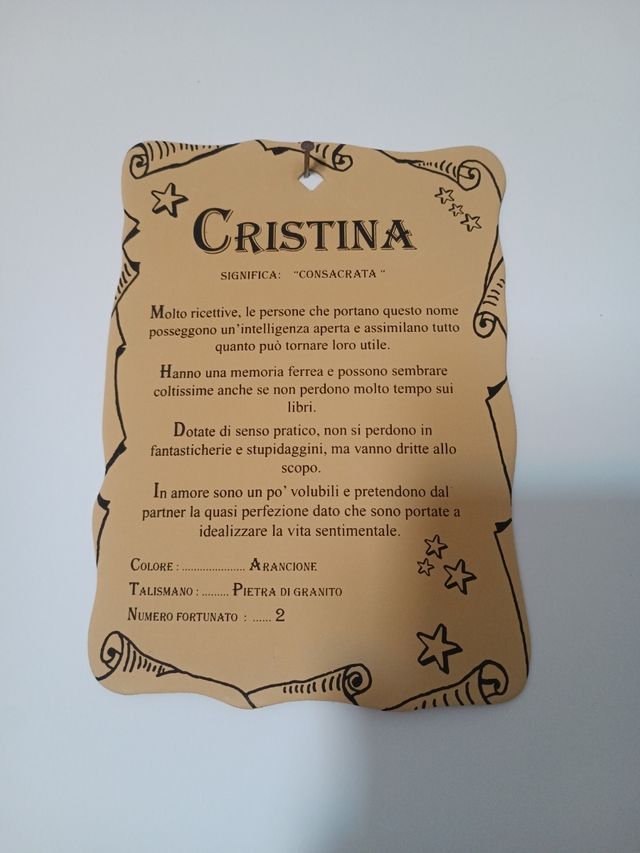 CRISTINA
SIGNIFICA: "CONSACRATA "
Molto ricettive, le persone che portano questo nome
posseggono un'intelligenza aperta e assimilano tutto
quanto può tornare loro utile.
Hanno una memoria ferrea e possono sembrare
coltissime anche se non perdono molto tempo sui
libri.
Dotate di senso pratico, non si perdono in
fantasticherie e stupidaggini, ma vanno dritte allo
scopo.
In amore sono un po' volubili e pretendono dal
partner la quasi perfezione dato che sono portate a
idealizzare la vita sentimentale.
COLORE : ..................... ARANCIONE
TALISMANO : ......... PIETRA DI GRANITO
NUMERO FORTUNATO : ...... 2